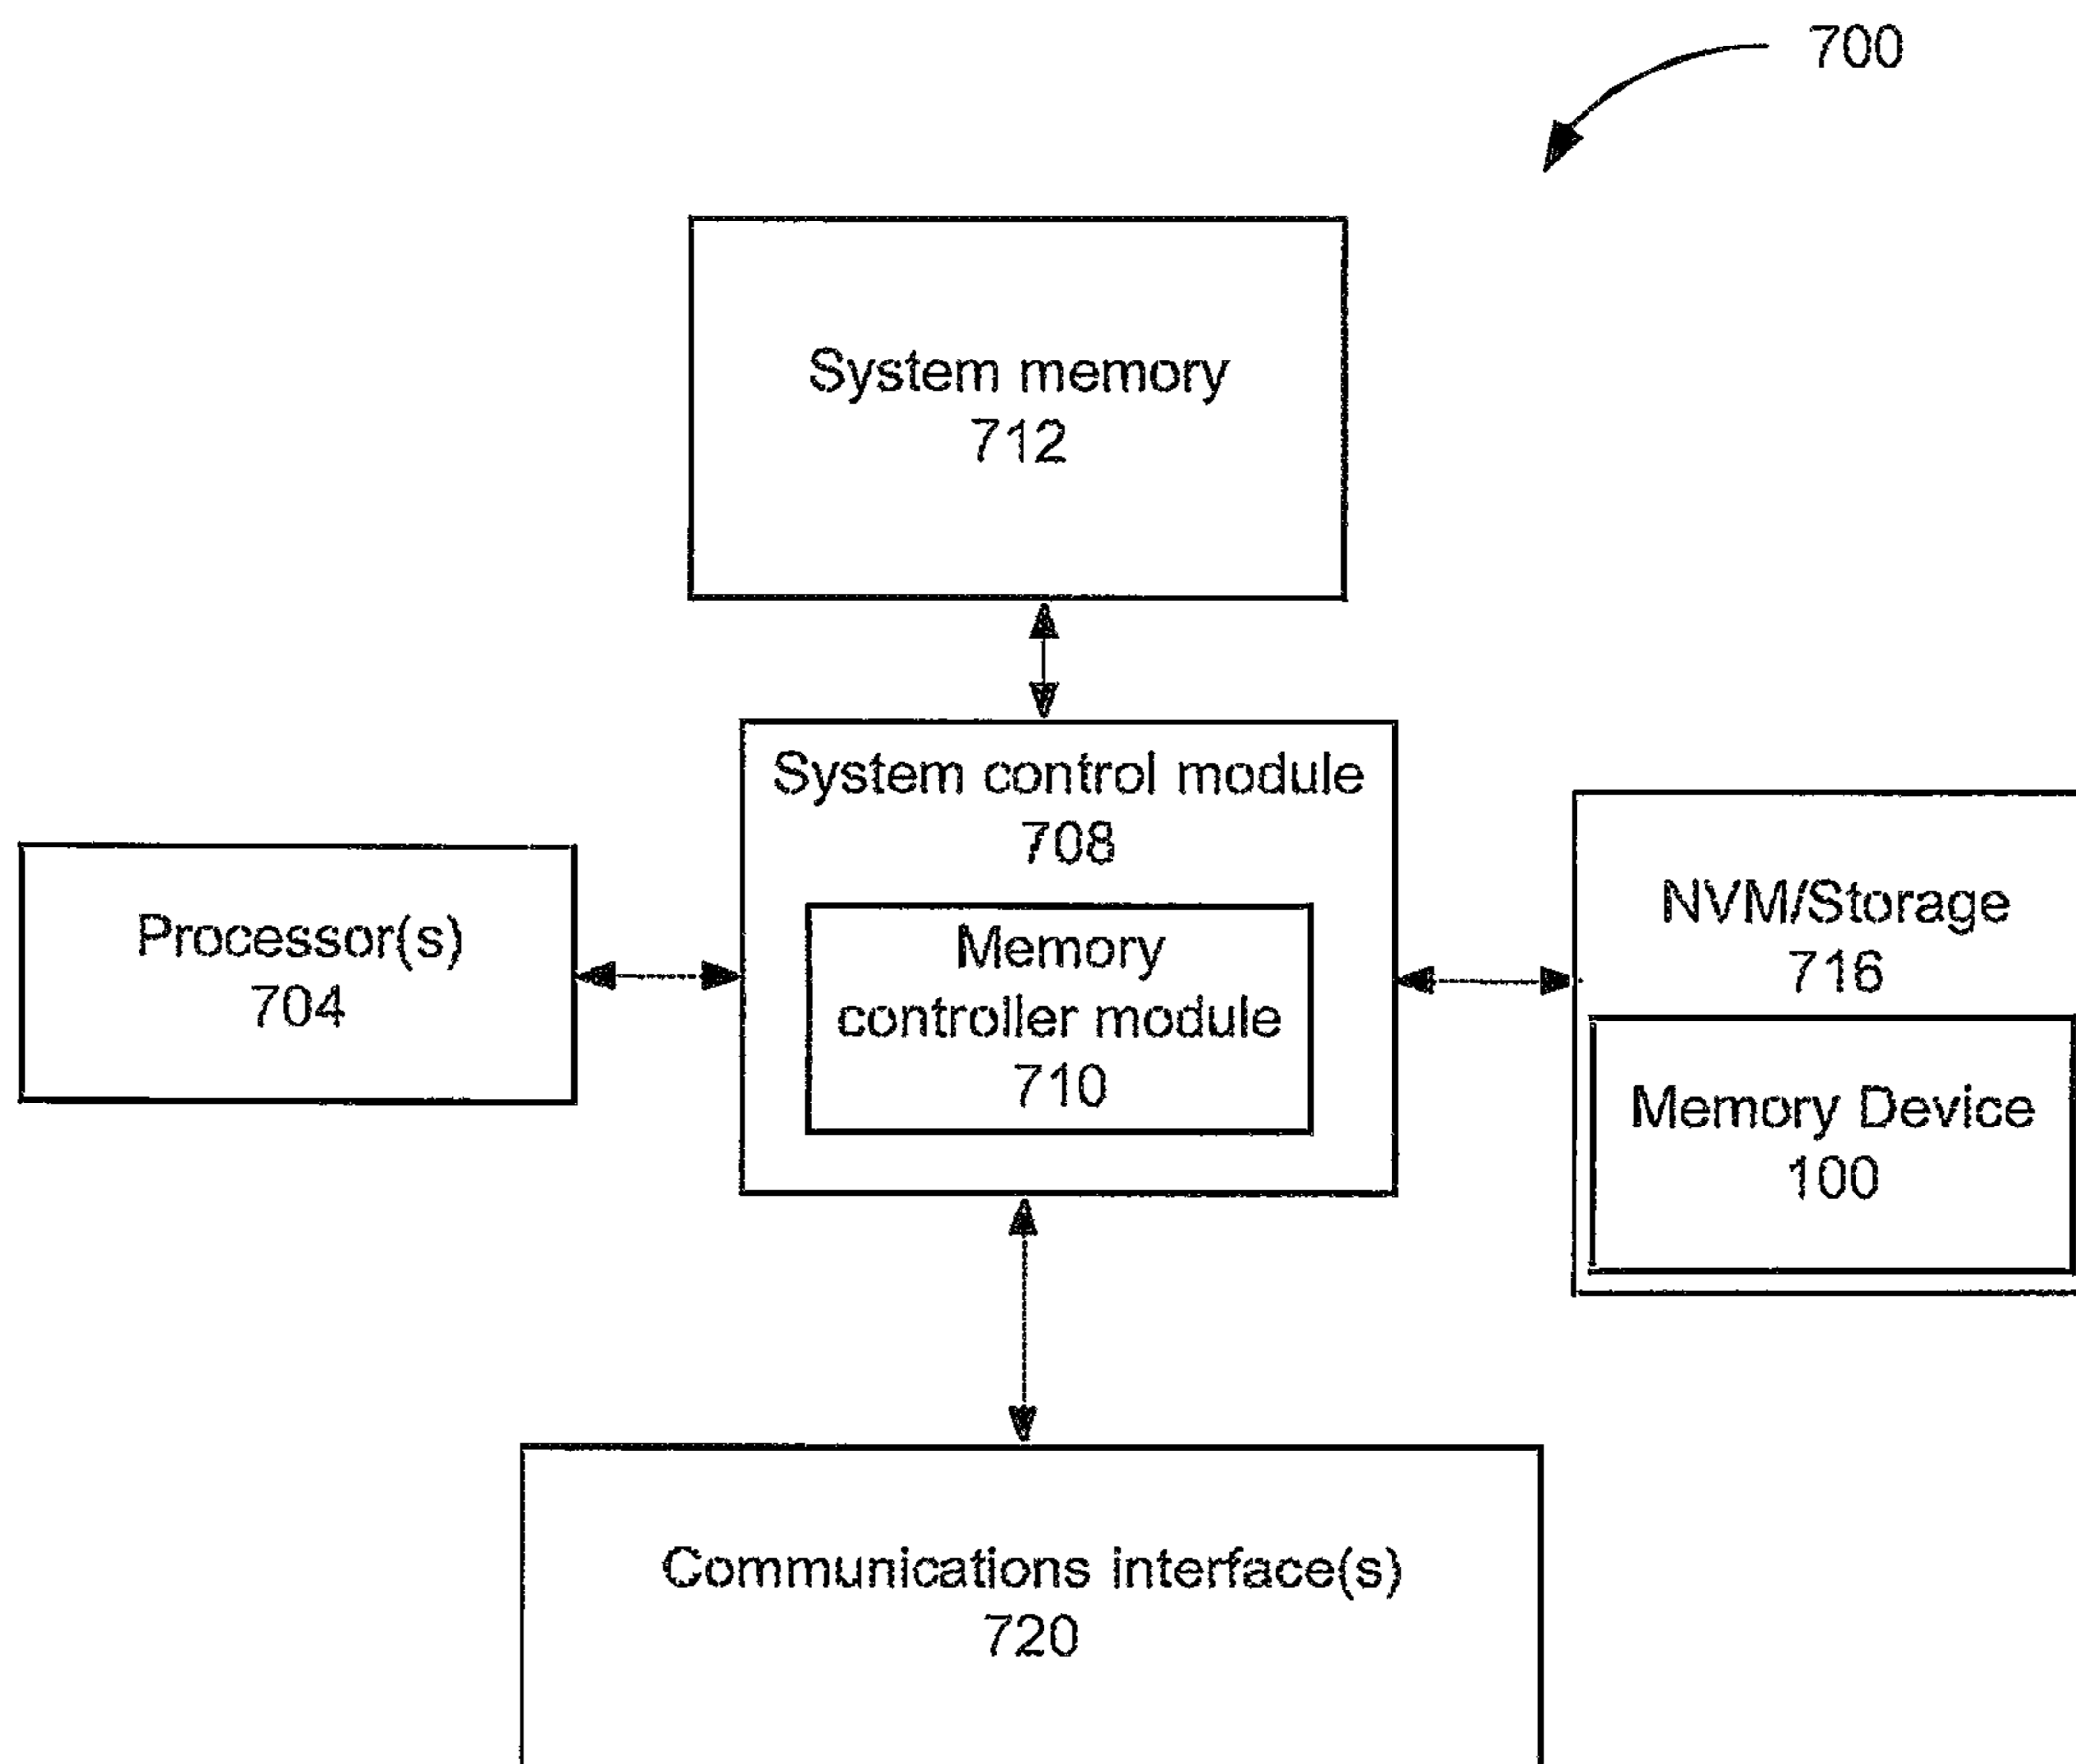 700
System memory
712
System control module
708
Memory
controller module
710
Processor(s)
704
NVM/Storage
716
Memory Device
100
Communications interface(s)
720